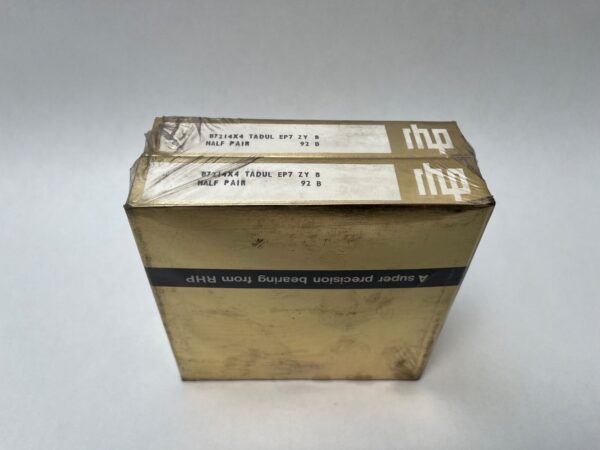 B7214X4 TADUL EP7 ZY B
HALF PAIR 92 B
rhp
B7214X4 TADUL EP7 ZY B
HALF PAIR 92 B
rhp
A super precision bearing from RHP